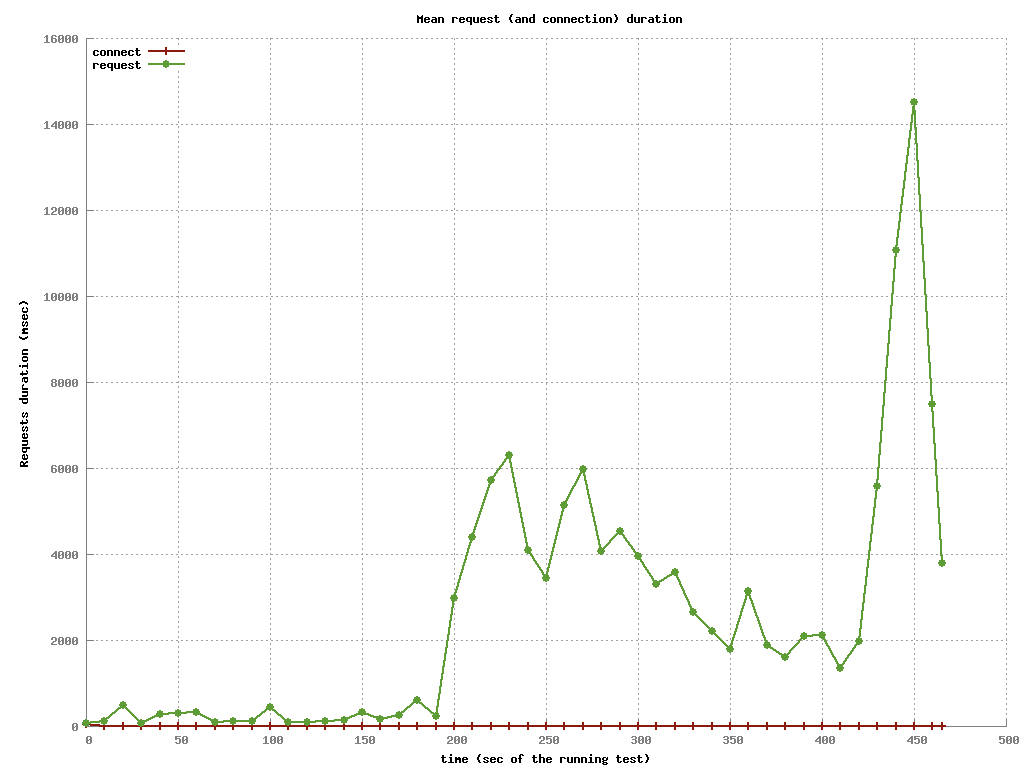 Mean request (and connection) duration
16000
connect
request
14000
12000
10000
8000
6000
4000
2000
0
Requests duration (msec)
0 50 100 150 200 250 300 350 400 450 500
time (sec of the running test)